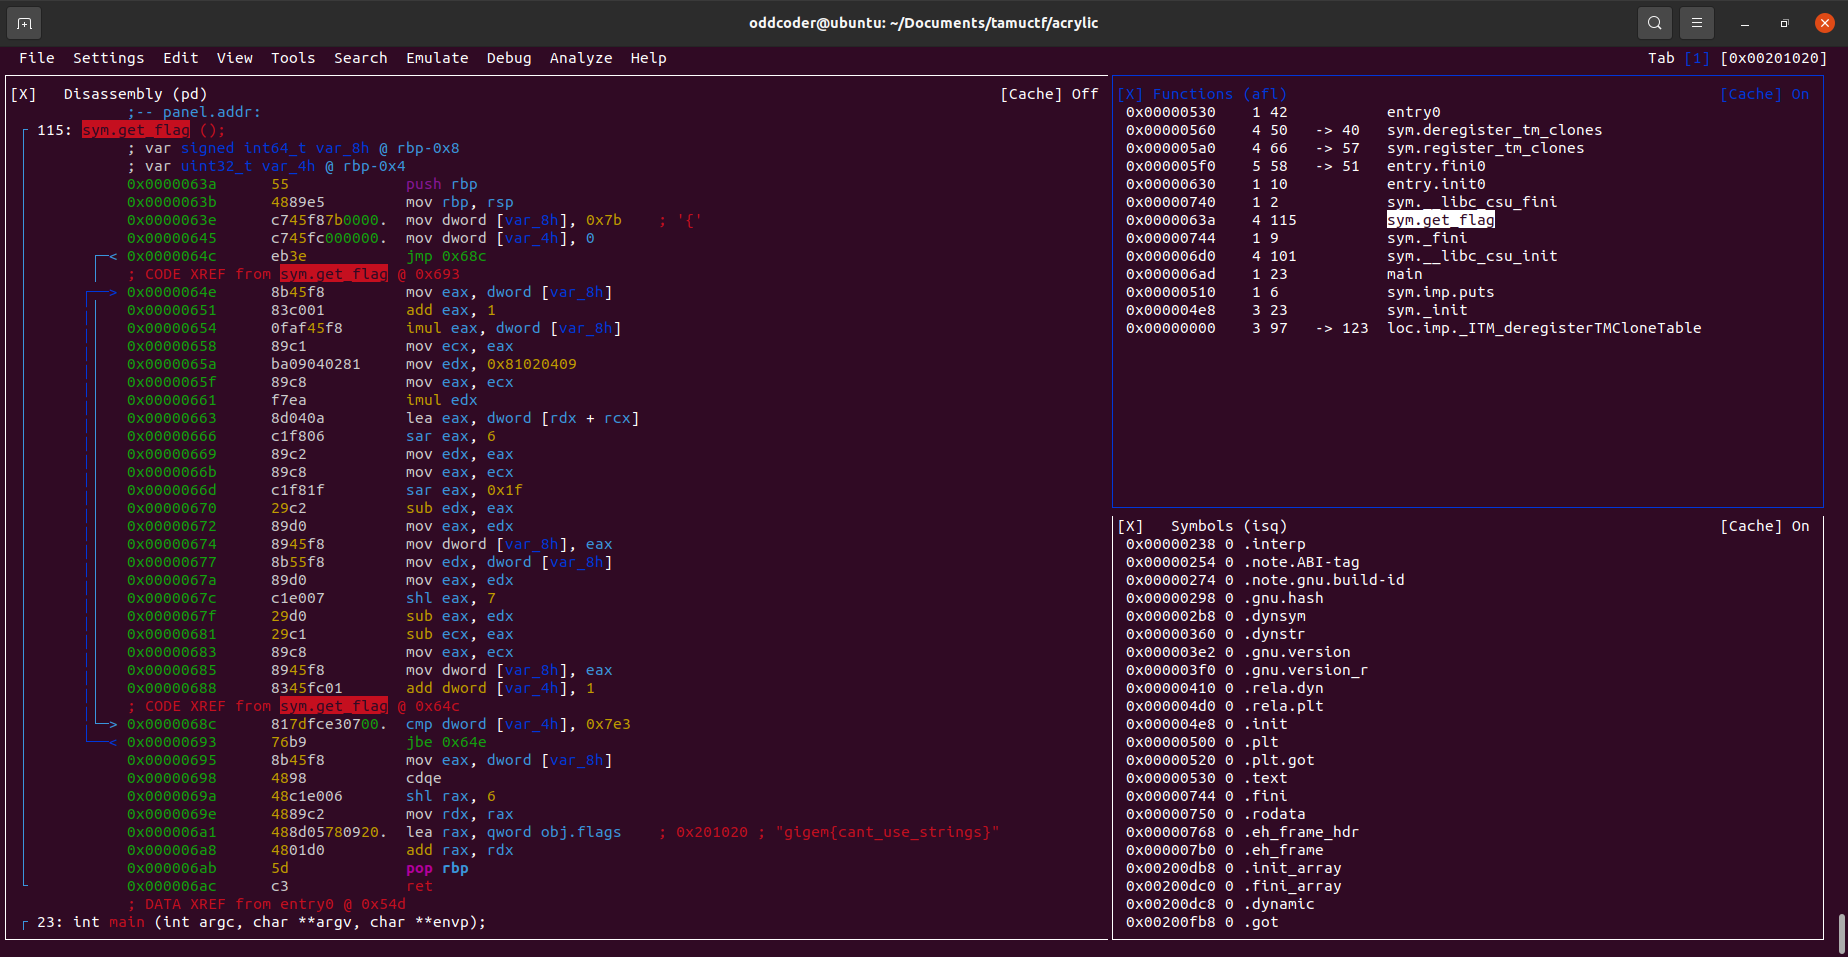 oddcoder@ubuntu: ~/Documents/tamuctf/acrylic
File Settings Edit View Tools Search Emulate Debug Analyze Help Tab [1] [0x00201020]
[X] Disassembly (pd) [Cache] Off
;-- panel.addr:
115: sym.get_flag ();
; var signed int64_t var_8h @ rbp-0x8
; var uint32_t var_4h @ rbp-0x4
0x0000063a 55 push rbp
0x0000063b 4889e5 mov rbp, rsp
0x0000063e c745f87b0000. mov dword [var_8h], 0x7b ; '{'
0x00000645 c745fc000000. mov dword [var_4h], 0
< 0x0000064c eb3e jmp 0x68c
; CODE XREF from sym.get_flag @ 0x693
> 0x0000064e 8b45f8 mov eax, dword [var_8h]
0x00000651 83c001 add eax, 1
0x00000654 0faf45f8 imul eax, dword [var_8h]
0x00000658 89c1 mov ecx, eax
0x0000065a ba09040281 mov edx, 0x81020409
0x0000065f 89c8 mov eax, ecx
0x00000661 f7ea imul edx
0x00000663 8d040a lea eax, dword [rdx + rcx]
0x00000666 c1f806 sar eax, 6
0x00000669 89c2 mov edx, eax
0x0000066b 89c8 mov eax, ecx
0x0000066d c1f81f sar eax, 0x1f
0x00000670 29c2 sub edx, eax
0x00000672 89d0 mov eax, edx
0x00000674 8945f8 mov dword [var_8h], eax
0x00000677 8b55f8 mov edx, dword [var_8h]
0x0000067a 89d0 mov eax, edx
0x0000067c c1e007 shl eax, 7
0x0000067f 29d0 sub eax, edx
0x00000681 29c1 sub ecx, eax
0x00000683 89c8 mov eax, ecx
0x00000685 8945f8 mov dword [var_8h], eax
0x00000688 8345fc01 add dword [var_4h], 1
; CODE XREF from sym.get_flag @ 0x64c
> 0x0000068c 817dfce30700. cmp dword [var_4h], 0x7e3
< 0x00000693 76b9 jbe 0x64e
0x00000695 8b45f8 mov eax, dword [var_8h]
0x00000698 4898 cdqe
0x0000069a 48c1e006 shl rax, 6
0x0000069e 4889c2 mov rdx, rax
0x000006a1 488d05780920. lea rax, qword obj.flags ; 0x201020 ; "gigem{cant_use_strings}"
0x000006a8 4801d0 add rax, rdx
0x000006ab 5d pop rbp
0x000006ac c3 ret
; DATA XREF from entry0 @ 0x54d
23: int main (int argc, char **argv, char **envp);
[X] Functions (afl) [Cache] On
0x00000530 1 42 entry0
0x00000560 4 50 -> 40 sym.deregister_tm_clones
0x000005a0 4 66 -> 57 sym.register_tm_clones
0x000005f0 5 58 -> 51 entry.fini0
0x00000630 1 10 entry.init0
0x00000740 1 2 sym.__libc_csu_fini
0x0000063a 4 115 sym.get_flag
0x00000744 1 9 sym._fini
0x000006d0 4 101 sym.__libc_csu_init
0x000006ad 1 23 main
0x00000510 1 6 sym.imp.puts
0x000004e8 3 23 sym._init
0x00000000 3 97 -> 123 loc.imp._ITM_deregisterTMCloneTable
[X] Symbols (isq) [Cache] On
0x00000238 0 .interp
0x00000254 0 .note.ABI-tag
0x00000274 0 .note.gnu.build-id
0x00000298 0 .gnu.hash
0x000002b8 0 .dynsym
0x00000360 0 .dynstr
0x000003e2 0 .gnu.version
0x000003f0 0 .gnu.version_r
0x00000410 0 .rela.dyn
0x000004d0 0 .rela.plt
0x000004e8 0 .init
0x00000500 0 .plt
0x00000520 0 .plt.got
0x00000530 0 .text
0x00000744 0 .fini
0x00000750 0 .rodata
0x00000768 0 .eh_frame_hdr
0x000007b0 0 .eh_frame
0x00200db8 0 .init_array
0x00200dc0 0 .fini_array
0x00200dc8 0 .dynamic
0x00200fb8 0 .got